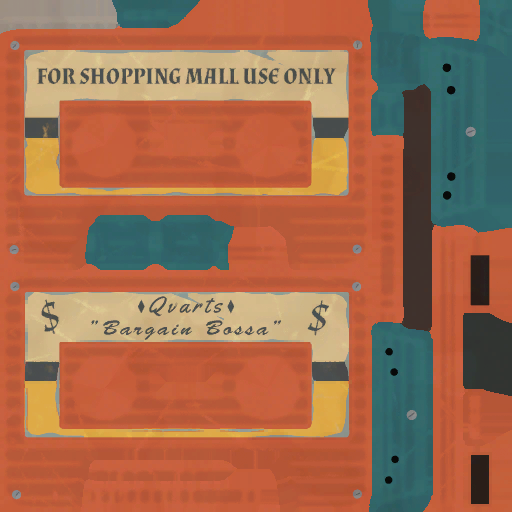 FOR SHOPPING MALL USE ONLY
$ ♦Qvarts♦ $
"Bargain Bossa"